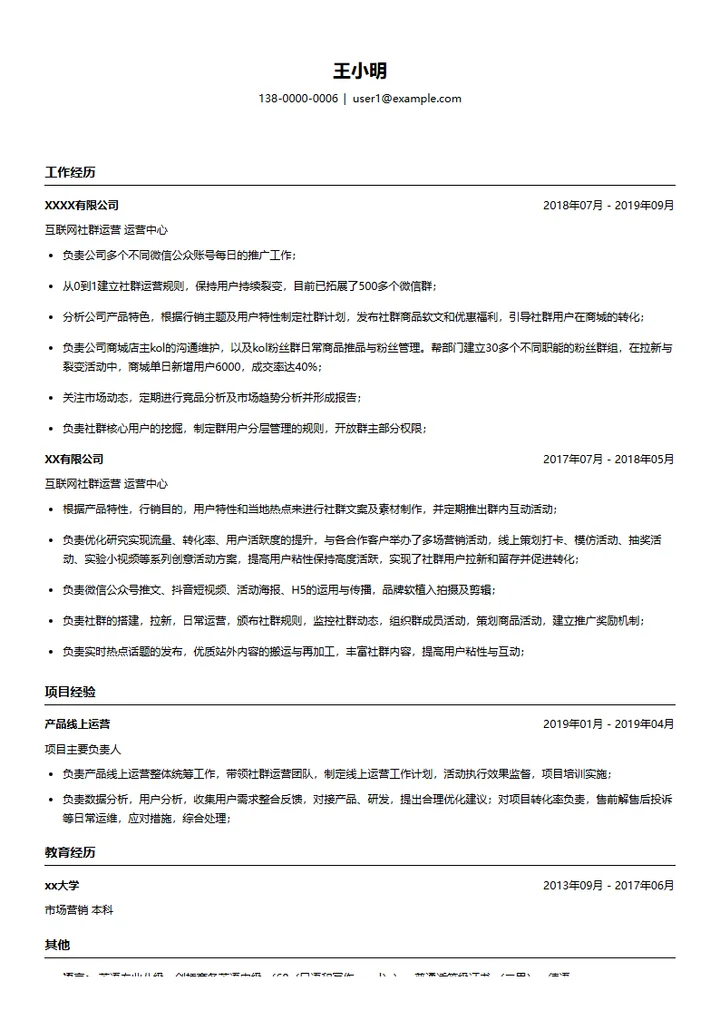 王小明
138-0000-0006 | user1@example.com
工作经历
XXXX有限公司 2018年07月 - 2019年09月
互联网社群运营 运营中心
• 负责公司多个不同微信公众账号每日的推广工作；
• 从0到1建立社群运营规则，保持用户持续裂变，目前已拓展了500多个微信群；
• 分析公司产品特色，根据行销主题及用户特性制定社群计划，发布社群商品软文和优惠福利，引导社群用户在商城的转化；
• 负责公司商城店主kol的沟通维护，以及kol粉丝群日常商品推品与粉丝管理。帮部门建立30多个不同职能的粉丝群组，在拉新与
裂变活动中，商城单日新增用户6000，成交率达40%；
• 关注市场动态，定期进行竞品分析及市场趋势分析并形成报告；
• 负责社群核心用户的挖掘，制定群用户分层管理的规则，开放群主部分权限；
XX有限公司 2017年07月 - 2018年05月
互联网社群运营 运营中心
• 根据产品特性，行销目的，用户特性和当地热点来进行社群文案及素材制作，并定期推出群内互动活动；
• 负责优化研究实现流量、转化率、用户活跃度的提升，与各合作客户举办了多场营销活动，线上策划打卡、模仿活动、抽奖活
动、实验小视频等系列创意活动方案，提高用户粘性保持高度活跃，实现了社群用户拉新和留存并促进转化；
• 负责微信公众号推文、抖音短视频、活动海报、H5的运用与传播，品牌软植入拍摄及剪辑；
• 负责社群的搭建，拉新，日常运营，颁布社群规则，监控社群动态，组织群成员活动，策划商品活动，建立推广奖励机制；
• 负责实时热点话题的发布，优质站外内容的搬运与再加工，丰富社群内容，提高用户粘性与互动；
项目经验
产品线上运营 2019年01月 - 2019年04月
项目主要负责人
• 负责产品线上运营整体统筹工作，带领社群运营团队，制定线上运营工作计划，活动执行效果监督，项目培训实施；
• 负责数据分析，用户分析，收集用户需求整合反馈，对接产品、研发，提出合理优化建议；对项目转化率负责，售前解售后投诉
等日常运维，应对措施，综合处理；
教育经历
xx大学 2013年09月 - 2017年06月
市场营销 本科
其他